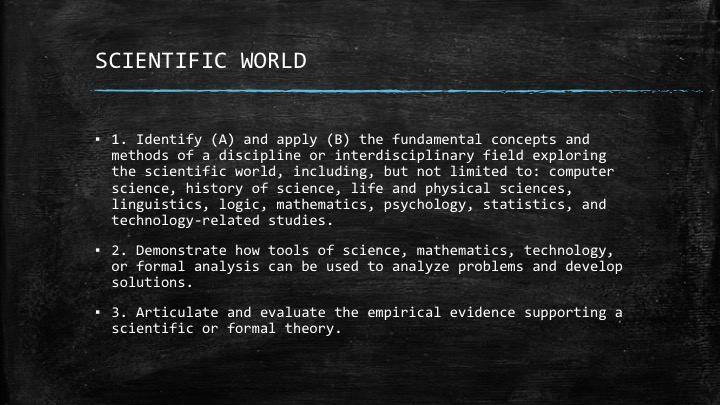 SCIENTIFIC WORLD
▪ 1. Identify (A) and apply (B) the fundamental concepts and
methods of a discipline or interdisciplinary field exploring
the scientific world, including, but not limited to: computer
science, history of science, life and physical sciences,
linguistics, logic, mathematics, psychology, statistics, and
technology-related studies.
▪ 2. Demonstrate how tools of science, mathematics, technology,
or formal analysis can be used to analyze problems and develop
solutions.
▪ 3. Articulate and evaluate the empirical evidence supporting a
scientific or formal theory.